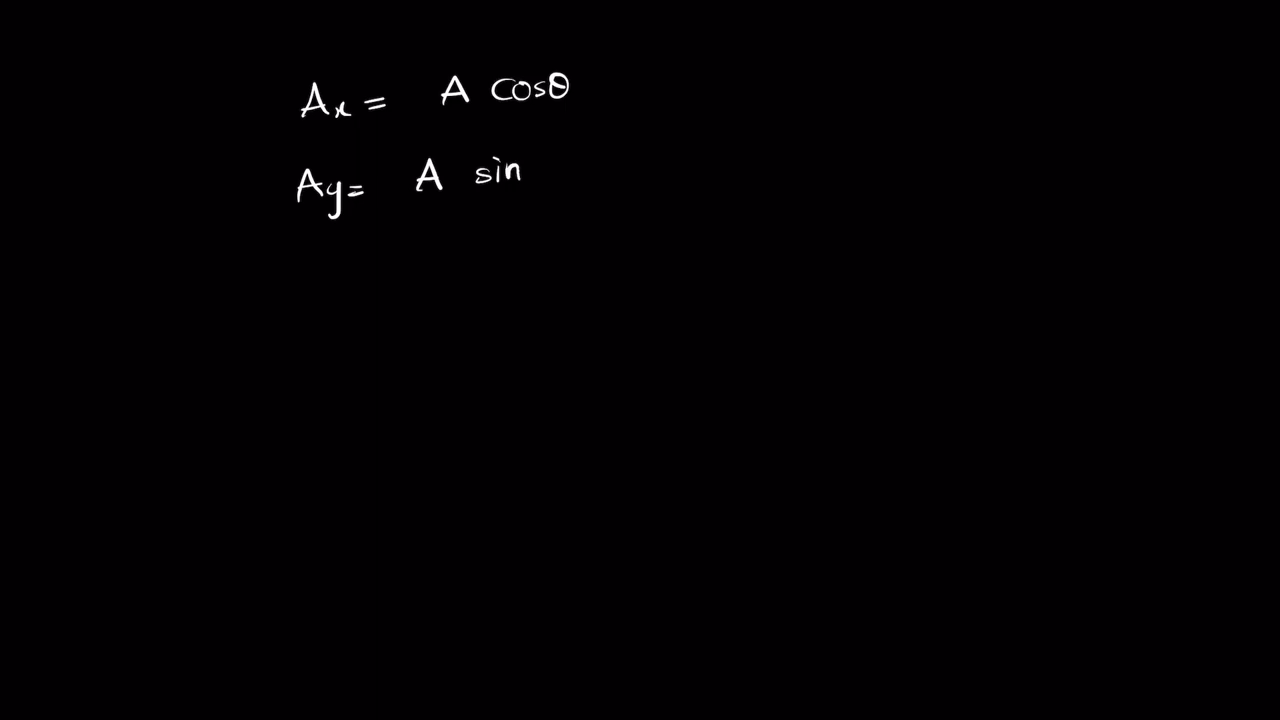 Ax = A cosθ
Ay = A sin